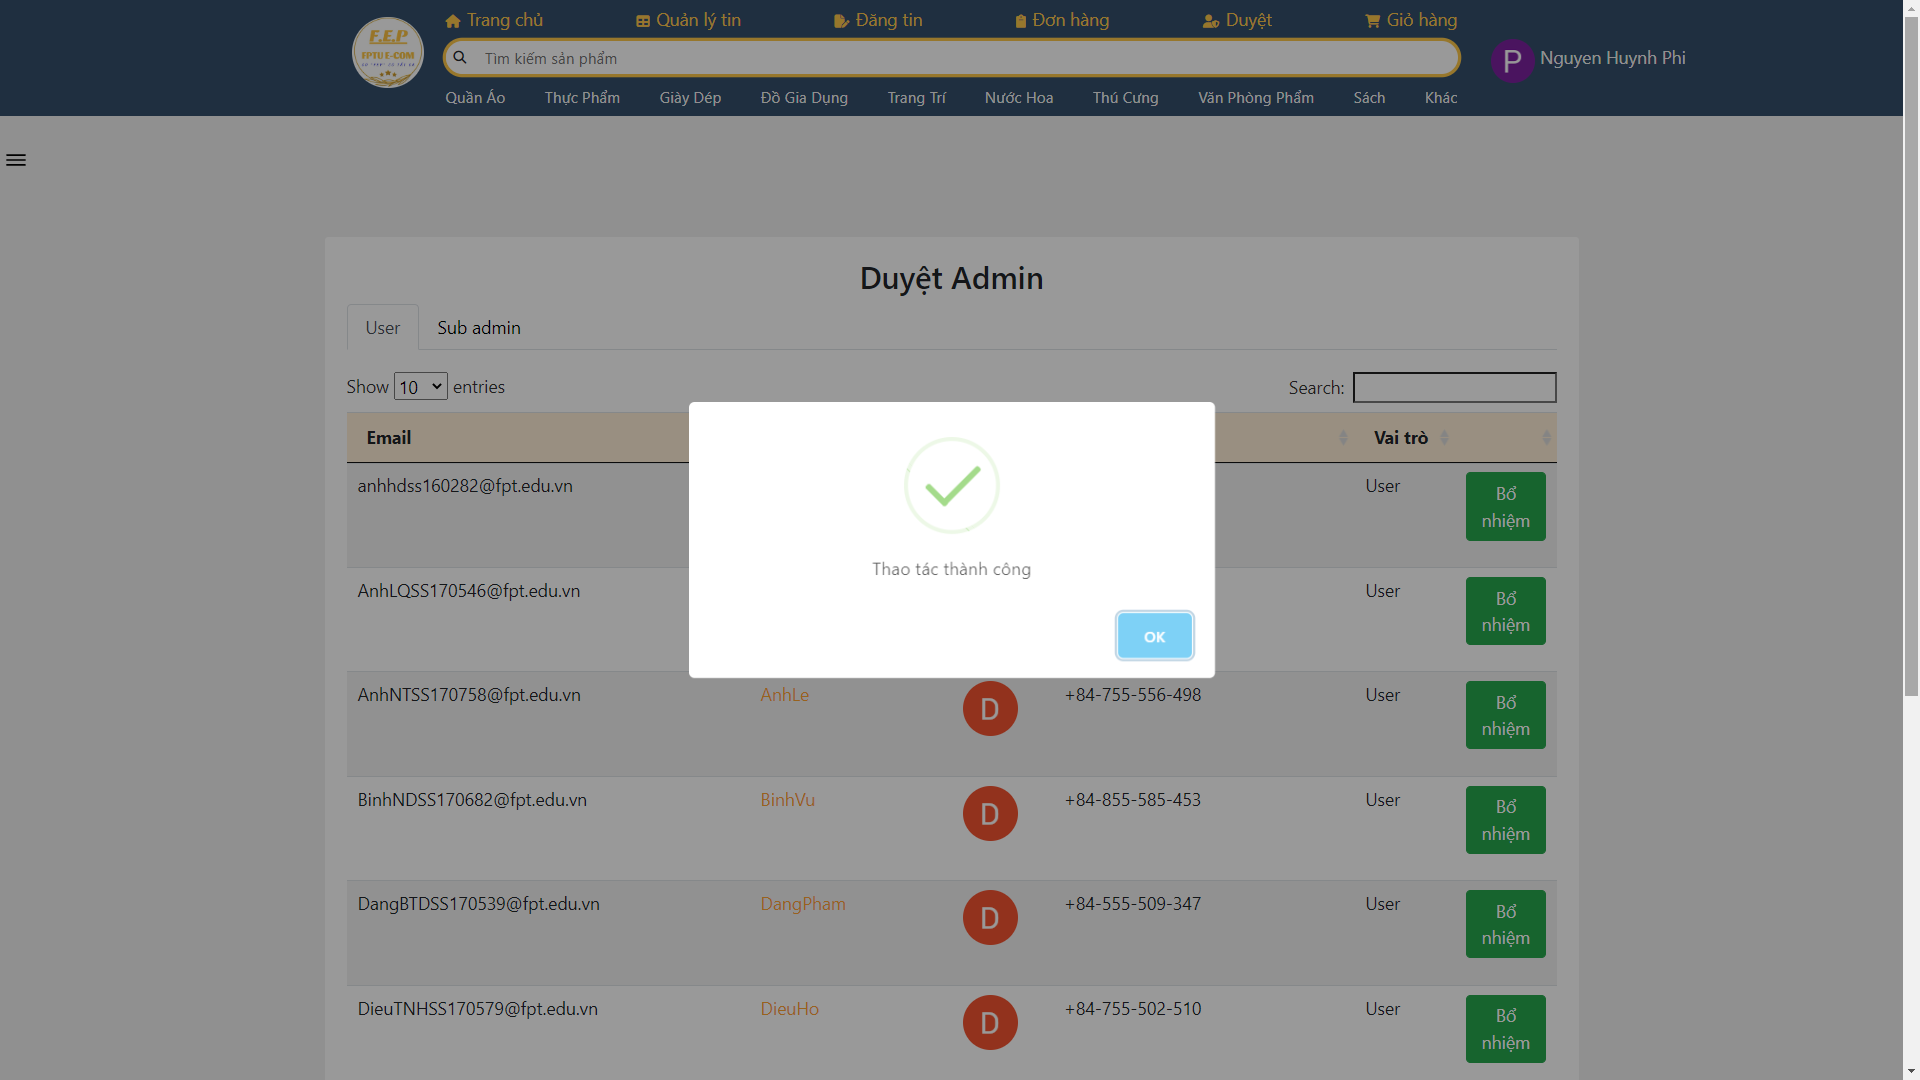 Trang chủ Quản lý tin Đăng tin Đơn hàng Duyệt Giỏ hàng
F.E.P
FPTU E-COM
Tìm kiếm sản phẩm
P Nguyen Huynh Phi
Quần Áo Thực Phẩm Giày Dép Đồ Gia Dụng Trang Trí Nước Hoa Thú Cưng Văn Phòng Phẩm Sách Khác
Duyệt Admin
User Sub admin
Show 10 entries Search:
Email Vai trò
anhhdss160282@fpt.edu.vn User Bổ
nhiệm
Thao tác thành công
OK
AnhLQSS170546@fpt.edu.vn User Bổ
nhiệm
AnhNTSS170758@fpt.edu.vn AnhLe D +84-755-556-498 User Bổ
nhiệm
BinhNDSS170682@fpt.edu.vn BinhVu D +84-855-585-453 User Bổ
nhiệm
DangBTDSS170539@fpt.edu.vn DangPham D +84-555-509-347 User Bổ
nhiệm
DieuTNHSS170579@fpt.edu.vn DieuHo D +84-755-502-510 User Bổ
nhiệm